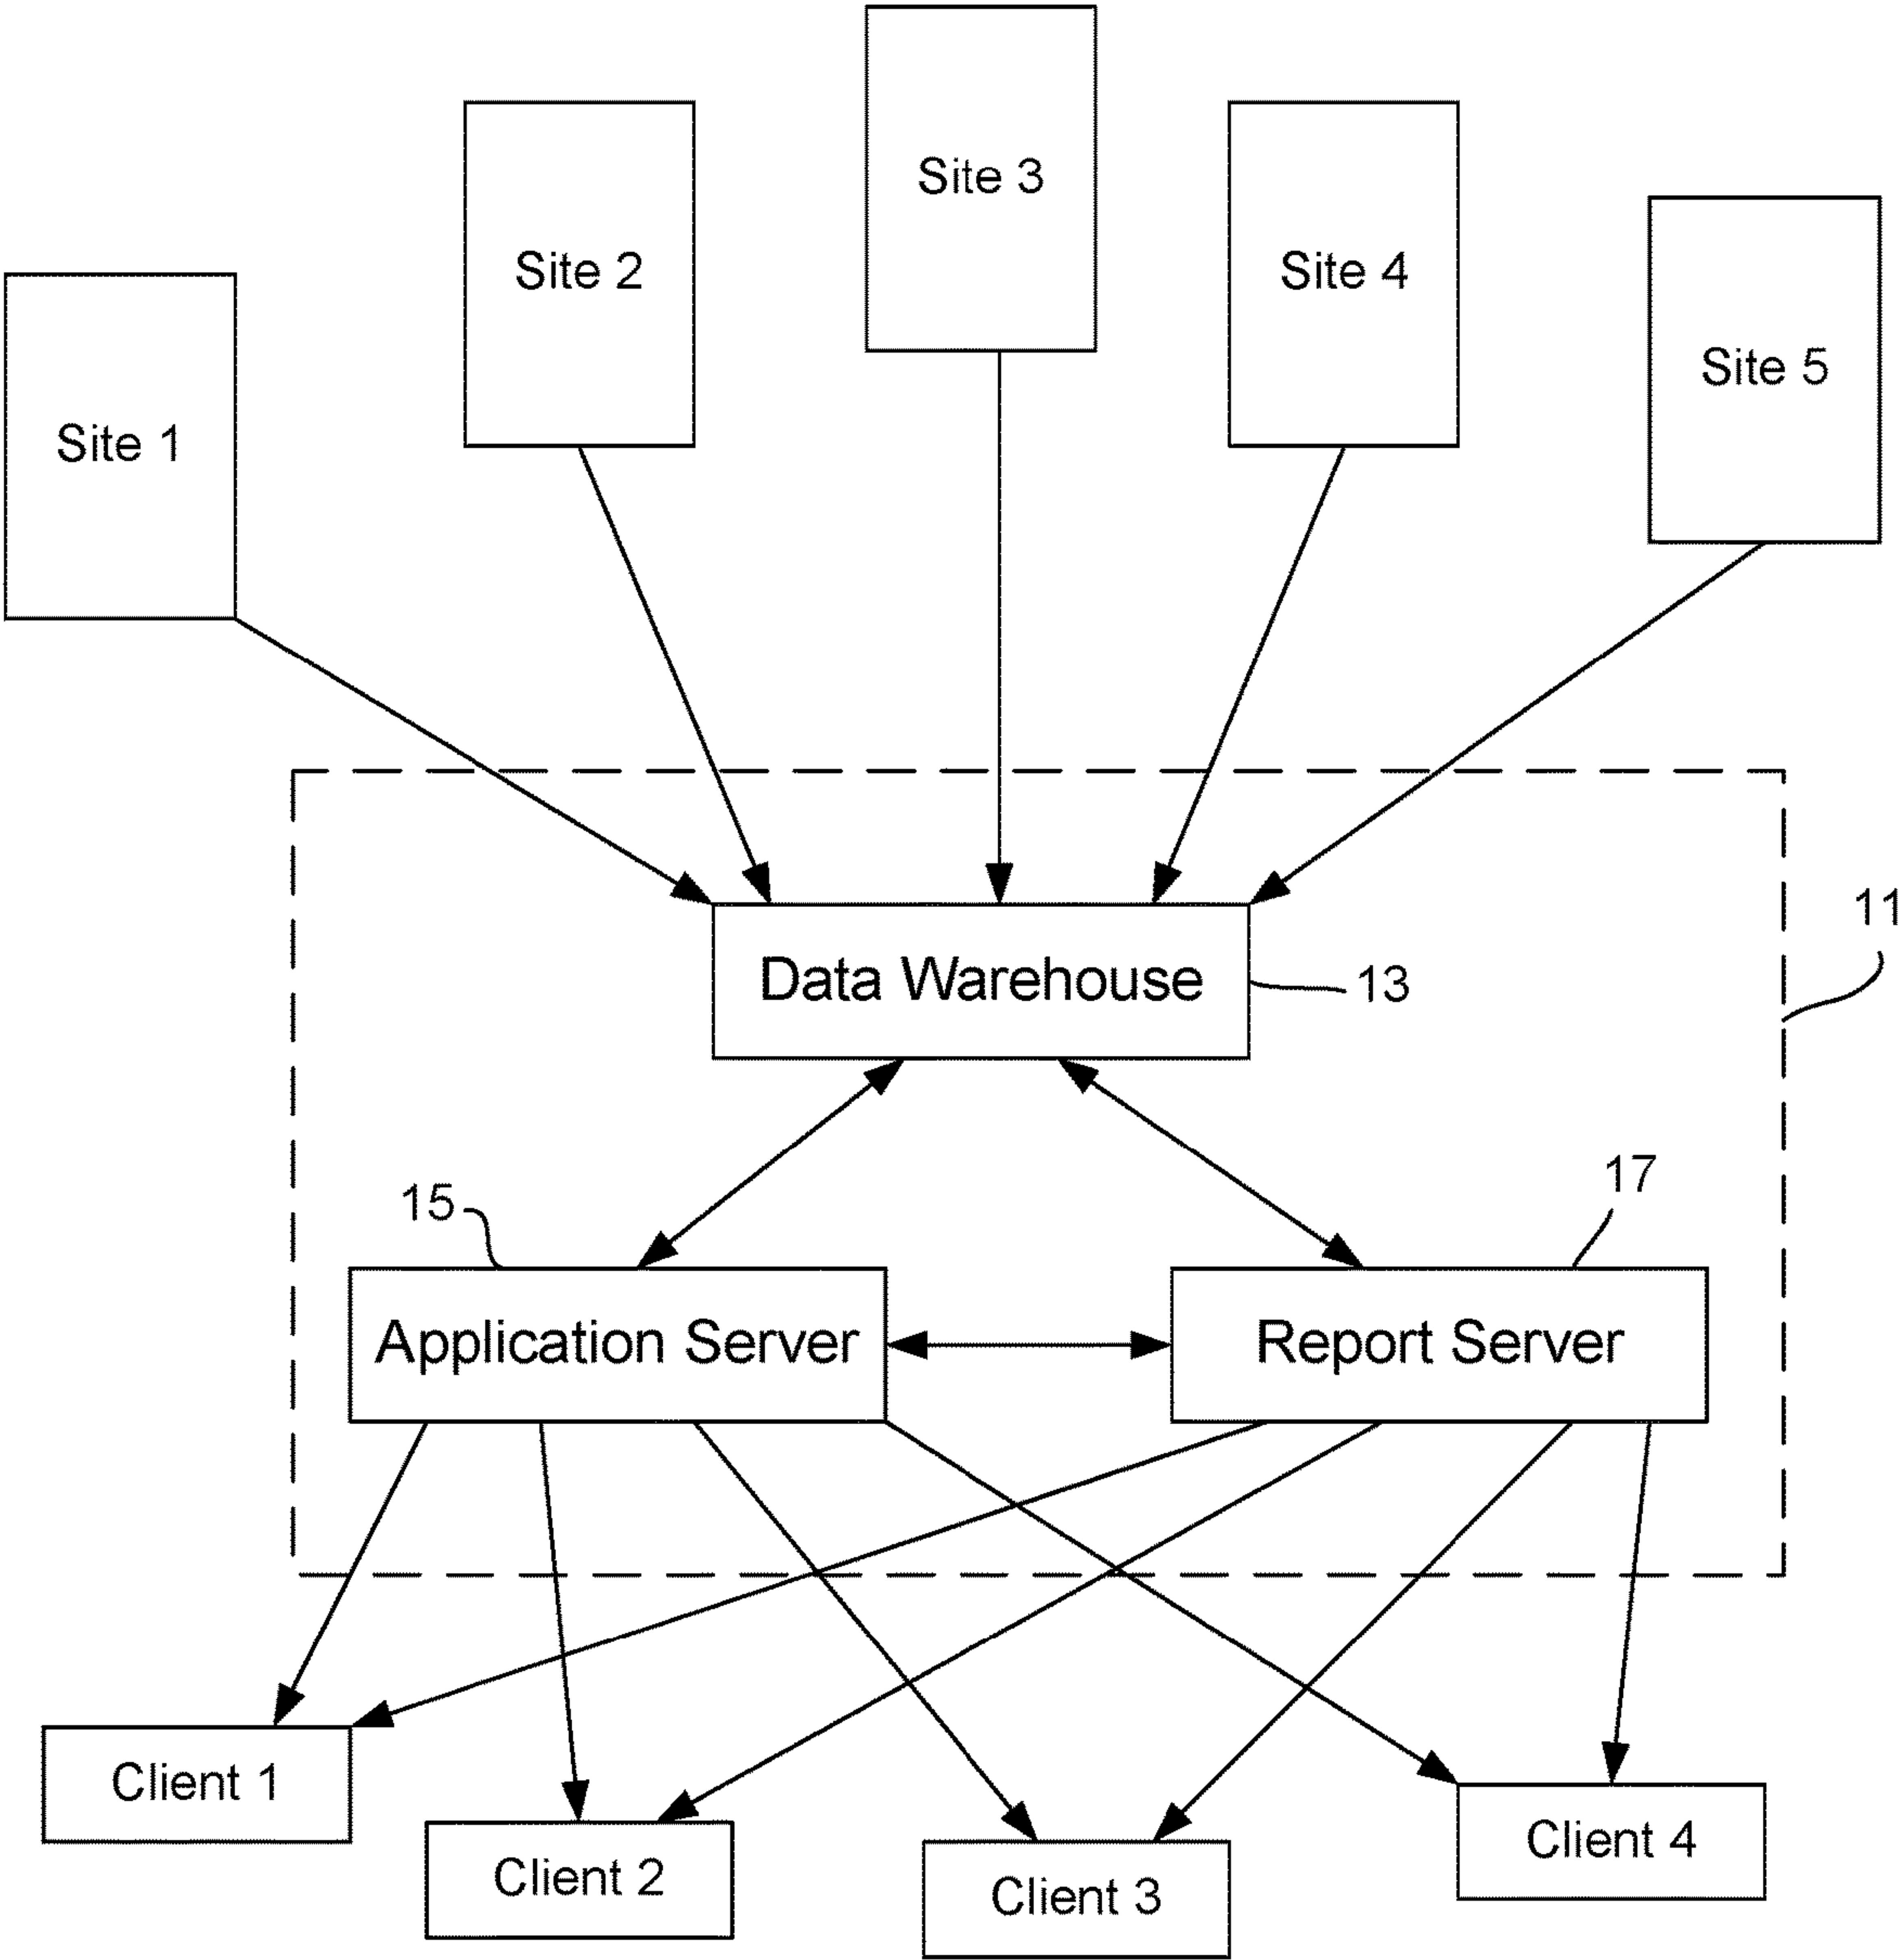 Site 3
Site 2
Site 4
Site 5
Site 1
11
Data Warehouse
13
17
15
Application Server
Report Server
Client 1
Client 4
Client 2
Client 3